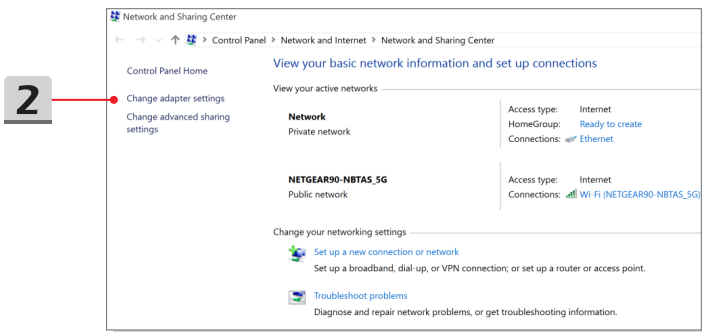 Network and Sharing Center
Control Panel > Network and Internet > Network and Sharing Center
2
Control Panel Home
Change adapter settings
Change advanced sharing
settings
View your basic network information and set up connections
View your active networks
Network
Private network
Access type: Internet
HomeGroup: Ready to create
Connections: Ethernet
NETGEAR90-NBTAS_5G
Public network
Access type: Internet
Connections: Wi-Fi (NETGEAR90-NBTAS_5G)
Change your networking settings
Set up a new connection or network
Set up a broadband, dial-up, or VPN connection; or set up a router or access point.
Troubleshoot problems
Diagnose and repair network problems, or get troubleshooting information.